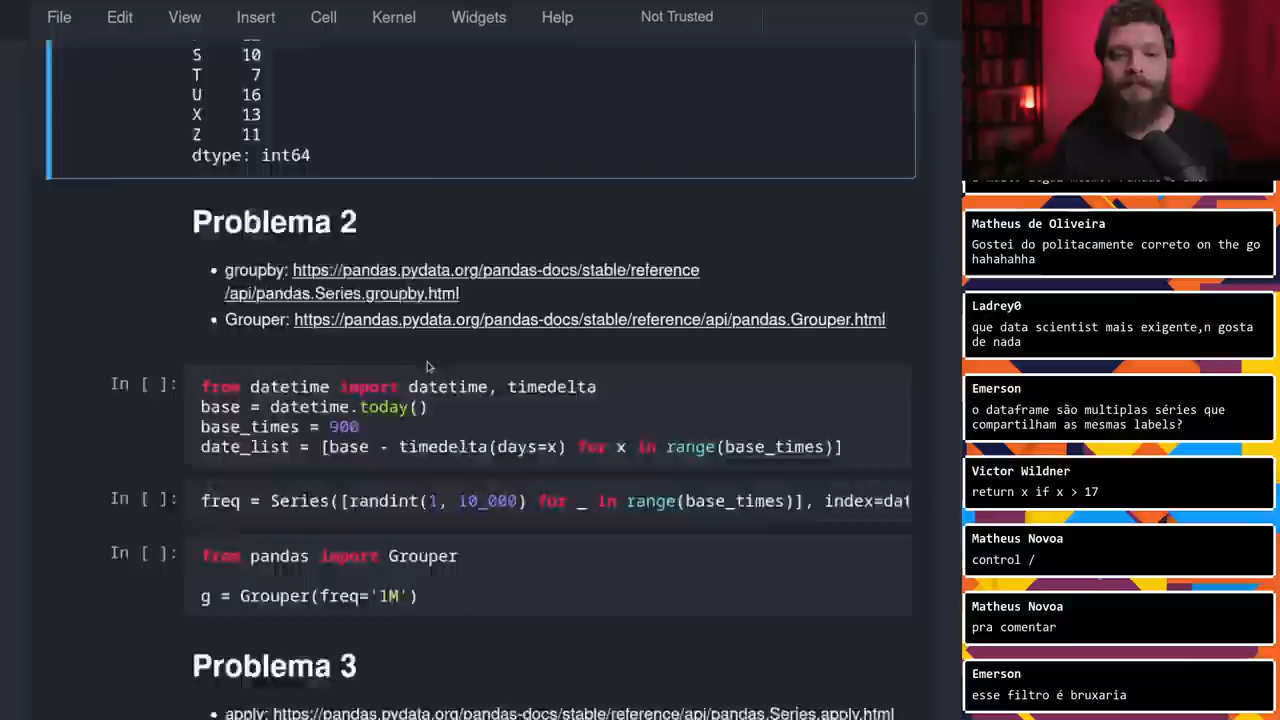 File Edit View Insert Cell Kernel Widgets Help Not Trusted
S 10
T 7
U 16
X 13
Z 11
dtype: int64
Problema 2
• groupby: https://pandas.pydata.org/pandas-docs/stable/reference
/api/pandas.Series.groupby.html
• Grouper: https://pandas.pydata.org/pandas-docs/stable/reference/api/pandas.Grouper.html
In [ ]: from datetime import datetime, timedelta
base = datetime.today()
base_times = 900
date_list = [base - timedelta(days=x) for x in range(base_times)]
In [ ]: freq = Series([randint(1, 10_000) for _ in range(base_times)], index=dat
In [ ]: from pandas import Grouper
g = Grouper(freq='1M')
Problema 3
apply: https://pandas.pydata.org/pandas-docs/stable/reference/api/pandas.Series.apply.html
Matheus de Oliveira
Gostei do politacamente correto on the go
hahahahha
Ladrey0
que data scientist mais exigente,n gosta
de nada
Emerson
o dataframe são multiplas séries que
compartilham as mesmas labels?
Victor Wildner
return x if x > 17
Matheus Novoa
control /
Matheus Novoa
pra comentar
Emerson
esse filtro é bruxaria